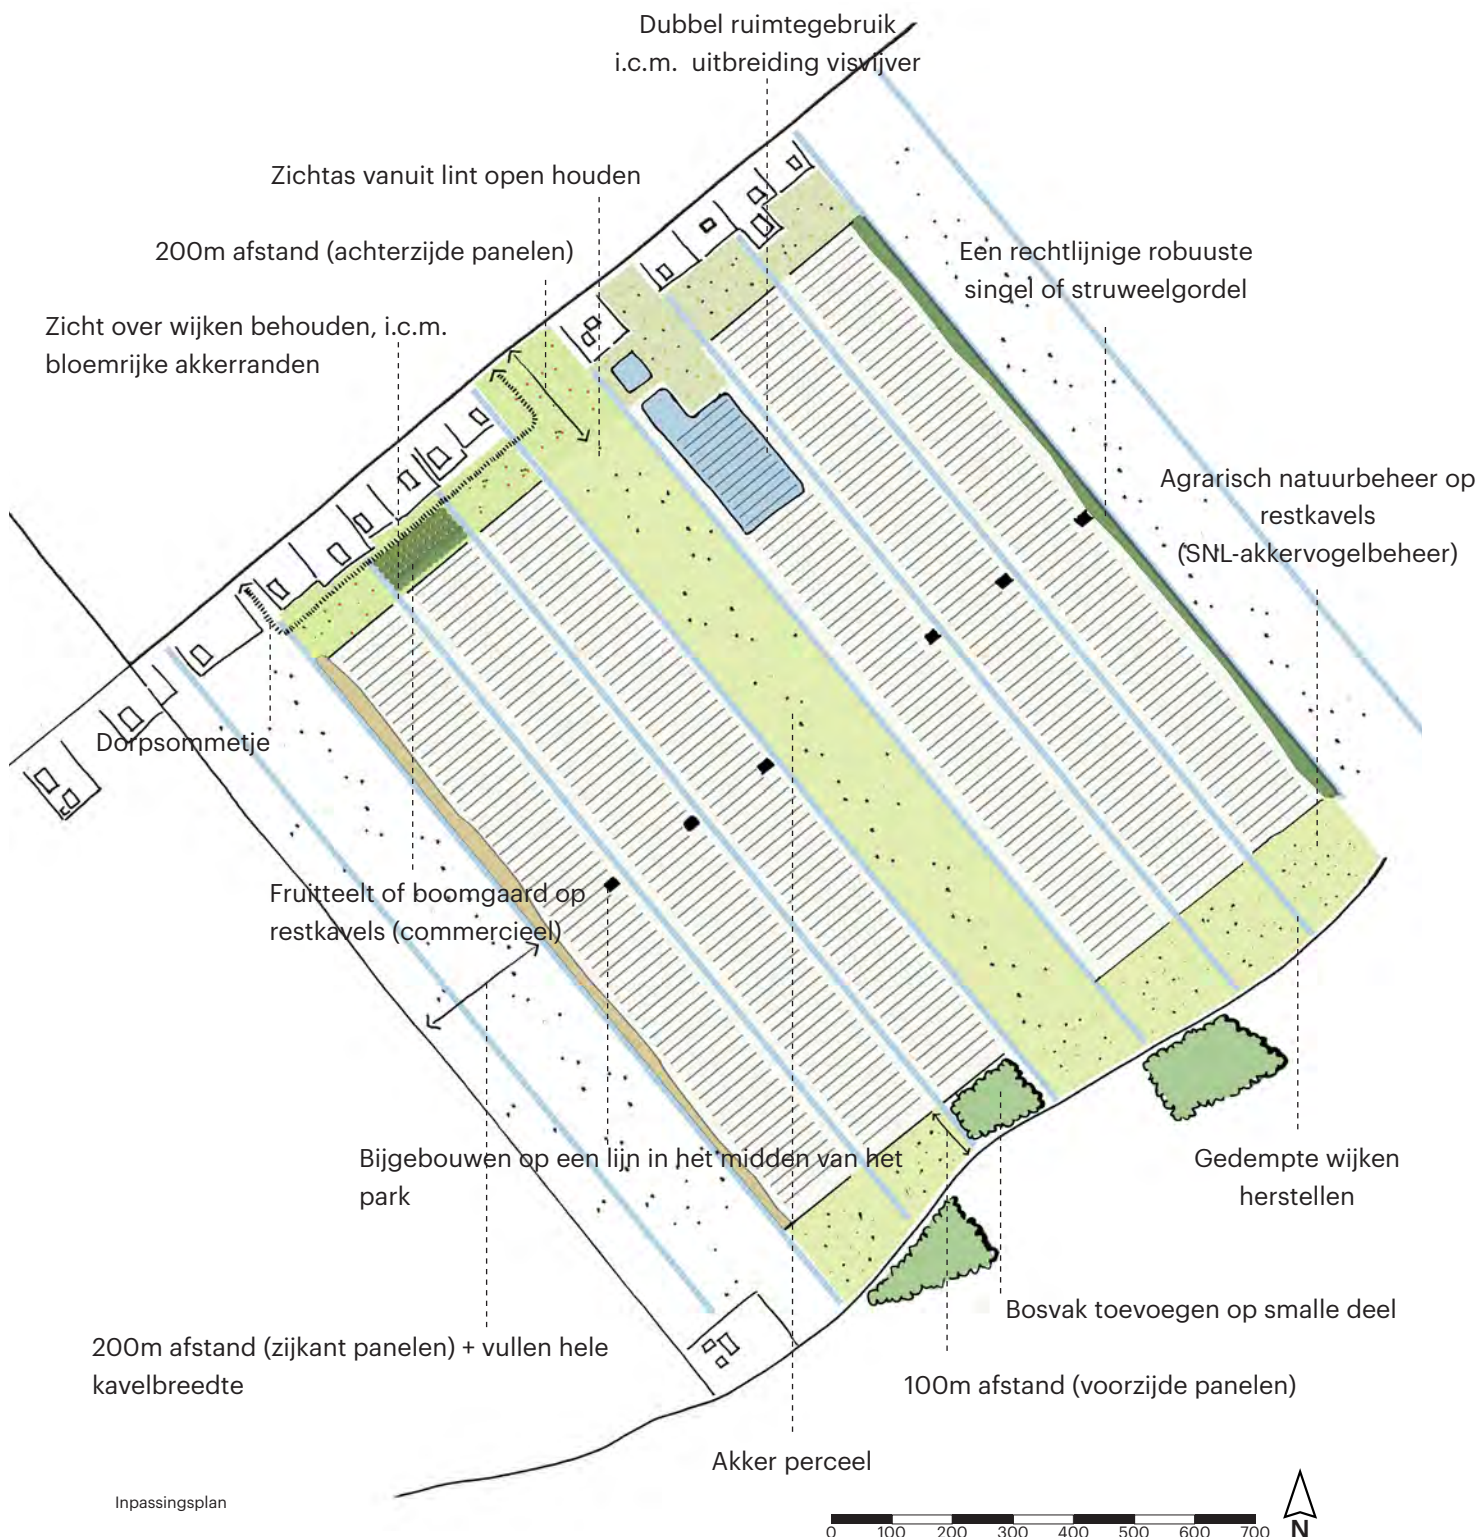 Dubbel ruimtegebruik
i.c.m. uitbreiding visvijver
Zichtas vanuit lint open houden
200m afstand (achterzijde panelen)
Een rechtlijnige robuuste
singel of struweelgordel
Zicht over wijken behouden, i.c.m.
bloemrijke akkerranden
Agrarisch natuurbeheer op
restkavels
(SNL-akkervogelbeheer)
Dorpsommetje
Fruitteelt of boomgaard op
restkavels (commercieel)
Bijgebouwen op een lijn in het midden van het
park
Gedempte wijken
herstellen
Bosvak toevoegen op smalle deel
200m afstand (zijkant panelen) + vullen hele
kavelbreedte
100m afstand (voorzijde panelen)
Akker perceel
Inpassingsplan
0 100 200 300 400 500 600 700
N